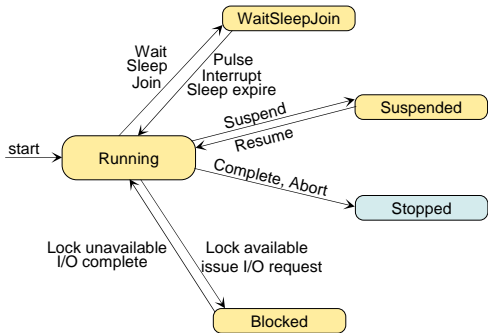 WaitSleepJoin
Wait
Sleep
Join
Pulse
Interrupt
Sleep expire
Suspend
Suspended
Resume
start
Running
Complete, Abort
Stopped
Lock unavailable
I/O complete
Lock available
issue I/O request
Blocked